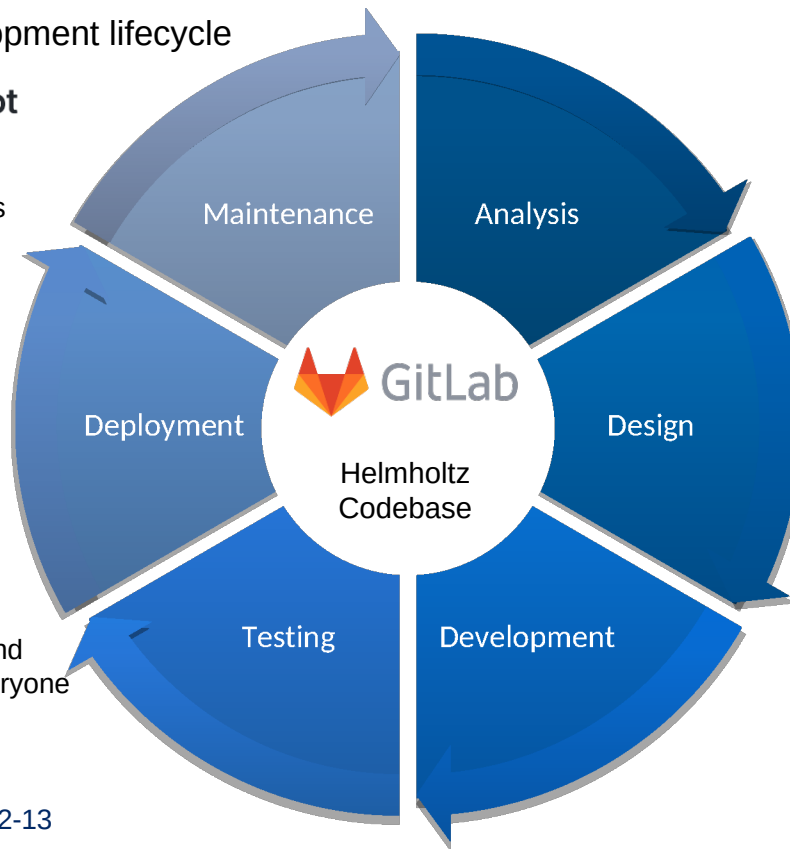 opment lifecycle
ot
s
Maintenance
Analysis
GitLab
Deployment
Design
Helmholtz
Codebase
Testing
Development
nd
ryone
2-13